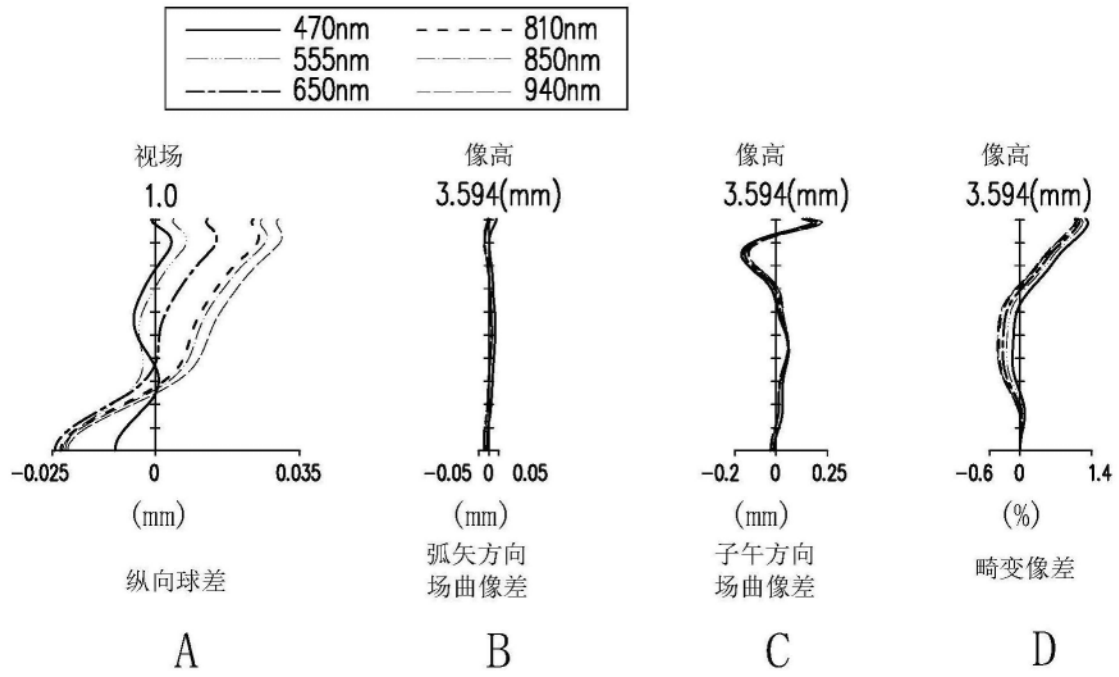 470nm 810nm
555nm 850nm
650nm 940nm
视场 像高 像高 像高
1.0 3.594(mm) 3.594(mm) 3.594(mm)
-0.025 0 0.035 -0.05 0 0.05 -0.2 0 0.25 -0.6 0 1.4
(mm) (mm) (mm) (%)
纵向球差 弧矢方向 子午方向 畸变像差
场曲像差 场曲像差
A B C D